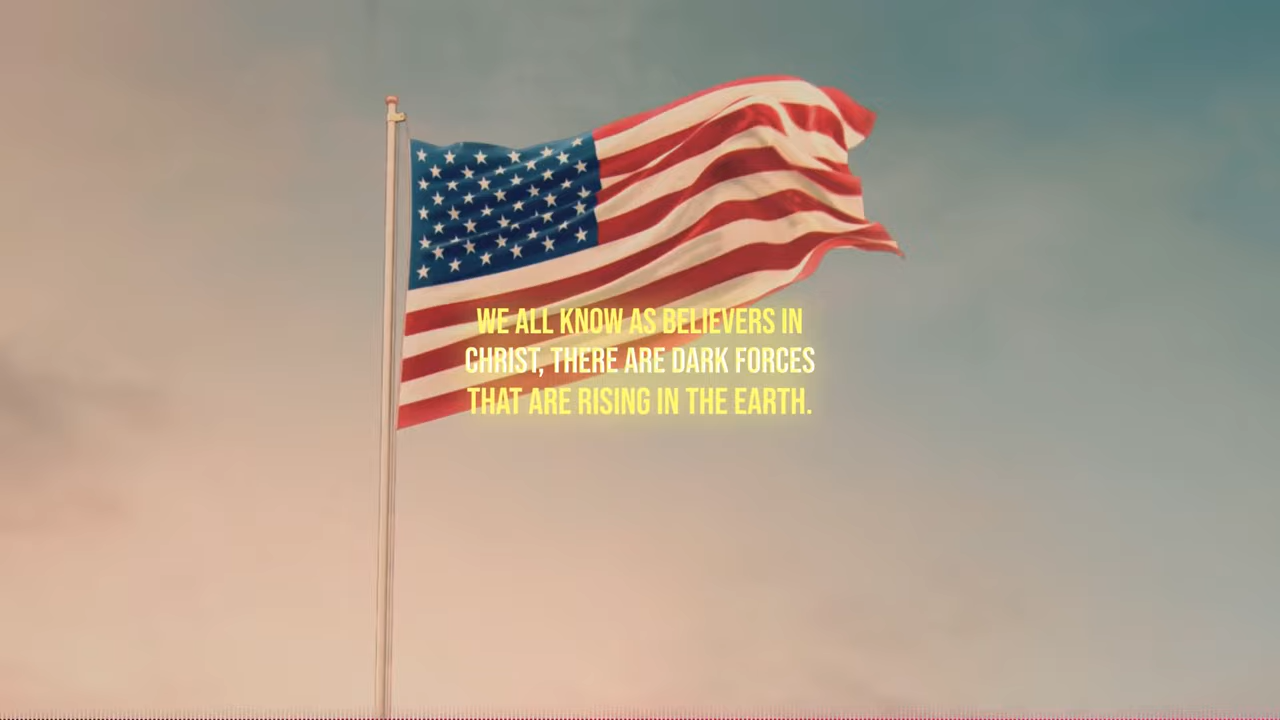 WE ALL KNOW AS BELIEVERS IN
CHRIST, THERE ARE DARK FORCES
THAT ARE RISING IN THE EARTH.